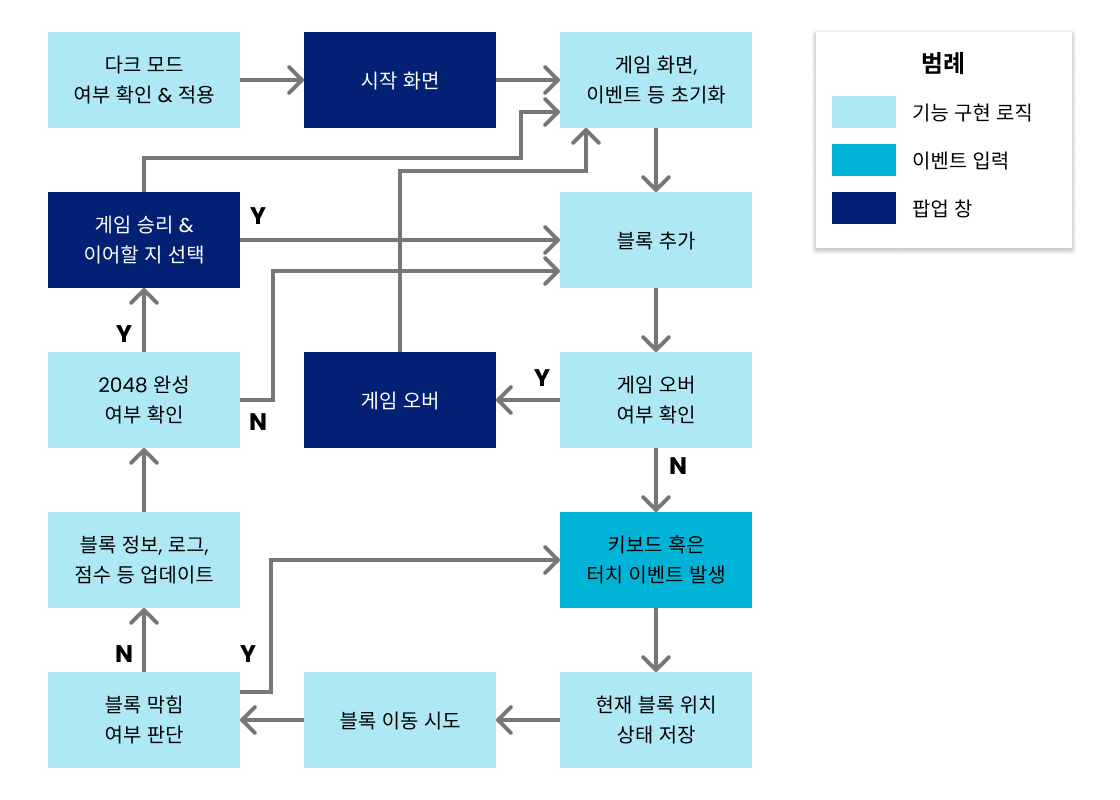 다크 모드
여부 확인 & 적용
시작 화면
게임 화면,
이벤트 등 초기화
범례
기능 구현 로직
이벤트 입력
팝업 창
게임 승리 &
이어할 지 선택
Y
블록 추가
Y
2048 완성
여부 확인
N
게임 오버
Y
게임 오버
여부 확인
N
블록 정보, 로그,
점수 등 업데이트
키보드 혹은
터치 이벤트 발생
N
Y
블록 막힘
여부 판단
블록 이동 시도
현재 블록 위치
상태 저장